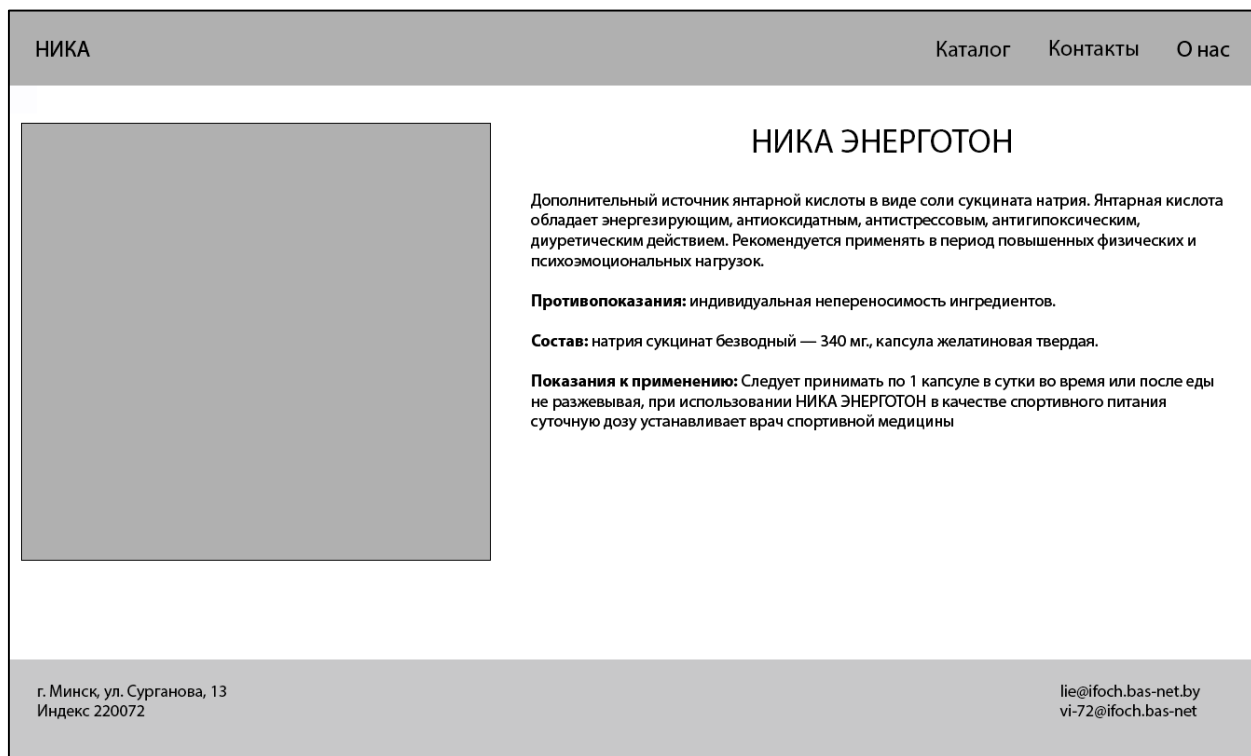 НИКА
Каталог
Контакты
О нас
НИКА ЭНЕРГОТОН
Дополнительный источник янтарной кислоты в виде соли сукцината натрия. Янтарная кислота
обладает энергезирующим, антиоксидатным, антистрессовым, антигипоксическим,
диуретическим действием. Рекомендуется применять в период повышенных физических и
психоэмоциональных нагрузок.
Противопоказания: индивидуальная непереносимость ингредиентов.
Состав: натрия сукцинат безводный — 340 мг., капсула желатиновая твердая.
Показания к применению: Следует принимать по 1 капсуле в сутки во время или после еды
не разжевывая, при использовании НИКА ЭНЕРГОТОН в качестве спортивного питания
суточную дозу устанавливает врач спортивной медицины
г. Минск, ул. Сурганова, 13
Индекс 220072
lie@ifoch.bas-net.by
vi-72@ifoch.bas-net